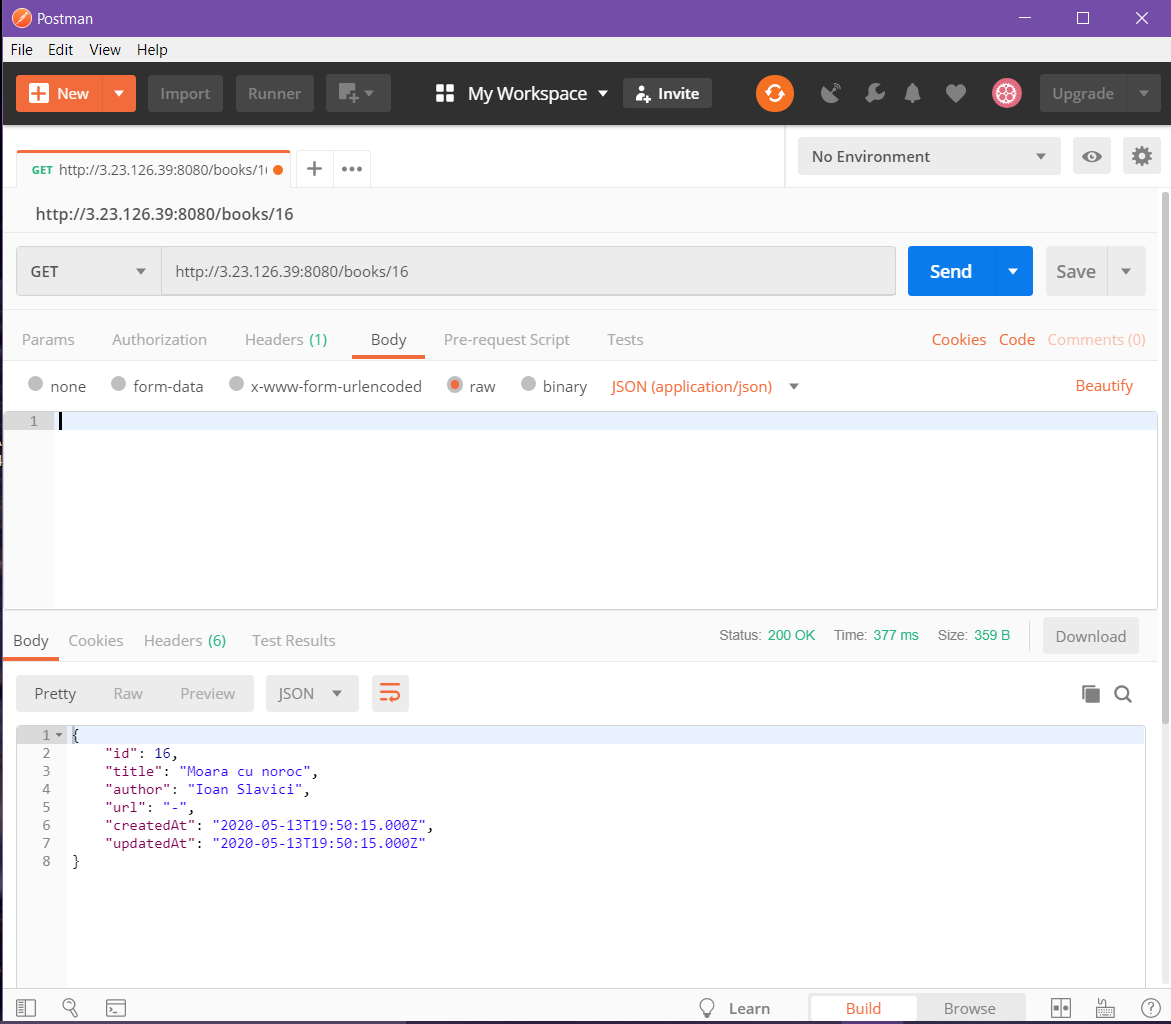 Postman
File Edit View Help
New Import Runner My Workspace Invite Upgrade
GET http://3.23.126.39:8080/books/16 No Environment
http://3.23.126.39:8080/books/16
GET http://3.23.126.39:8080/books/16 Send Save
Params Authorization Headers (1) Body Pre-request Script Tests Cookies Code Comments (0)
none form-data x-www-form-urlencoded raw binary JSON (application/json) Beautify
1
Body Cookies Headers (6) Test Results Status: 200 OK Time: 377 ms Size: 359 B Download
Pretty Raw Preview JSON
1 {
2 "id": 16,
3 "title": "Moara cu noroc",
4 "author": "Ioan Slavici",
5 "url": "-",
6 "createdAt": "2020-05-13T19:50:15.000Z",
7 "updatedAt": "2020-05-13T19:50:15.000Z"
8 }
Learn Build Browse